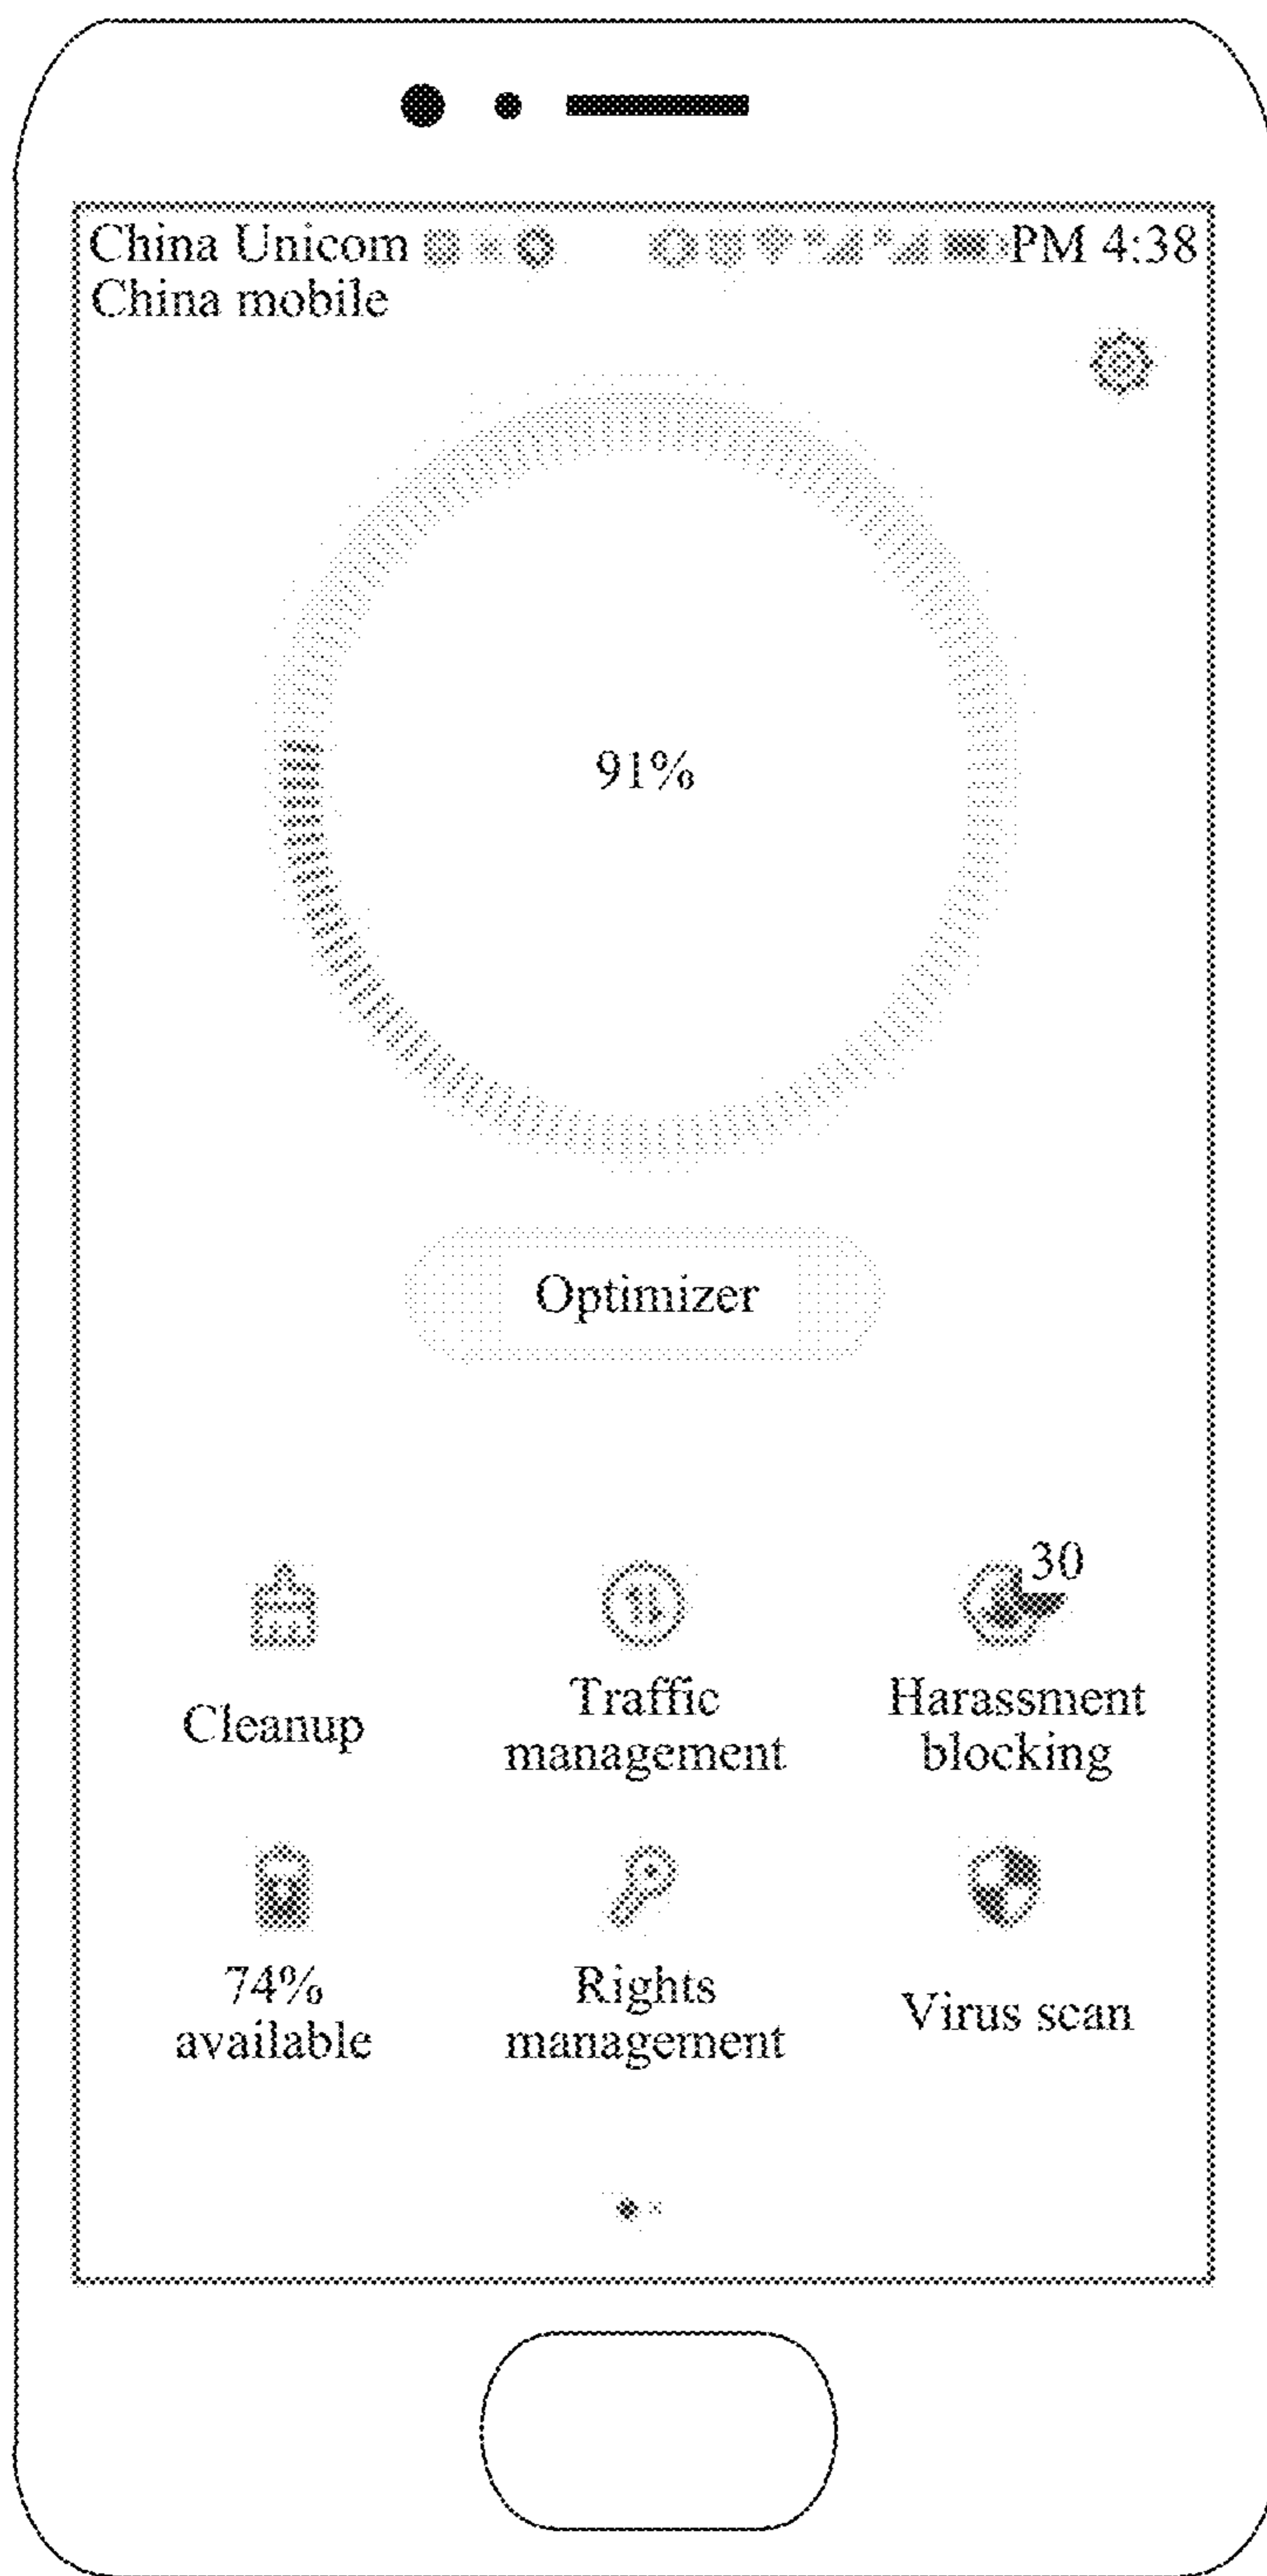 China Unicom PM 4:38
China mobile
91%
Optimizer
30
Cleanup
Traffic
management
Harassment
blocking
74%
available
Rights
management
Virus scan